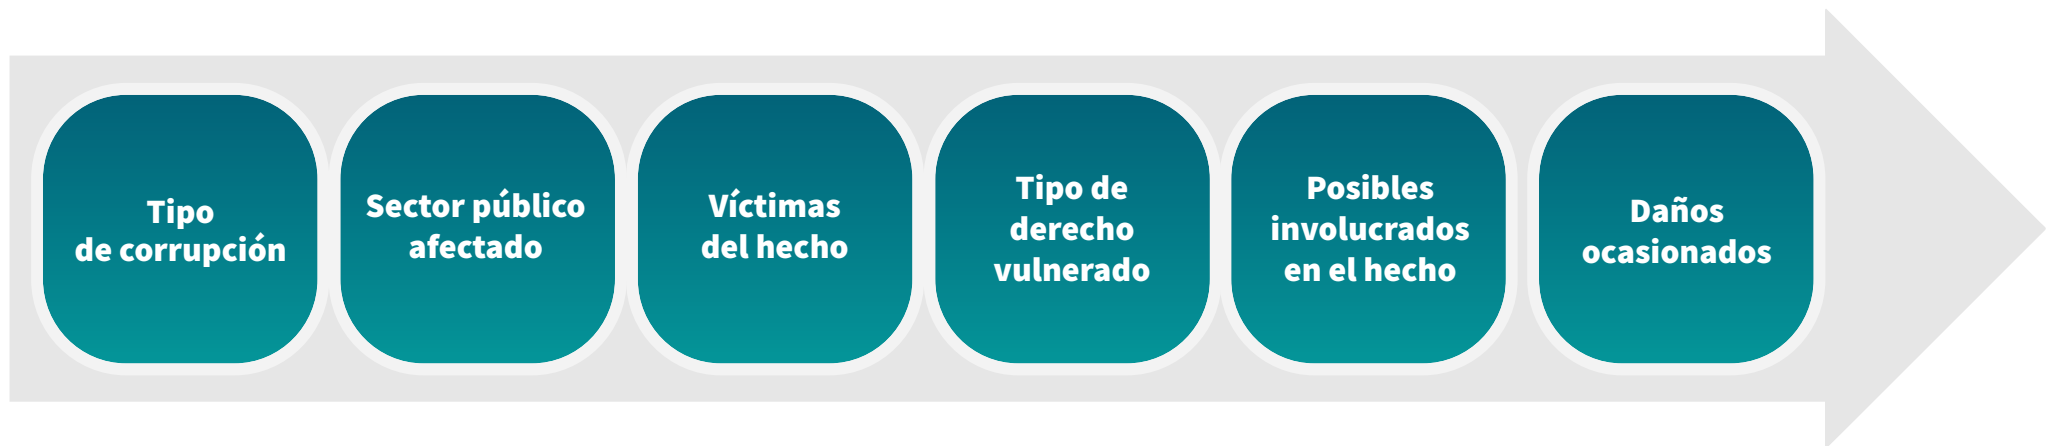 Tipo
de corrupción
Sector público
afectado
Víctimas
del hecho
Tipo de
derecho
vulnerado
Posibles
involucrados
en el hecho
Daños
ocasionados